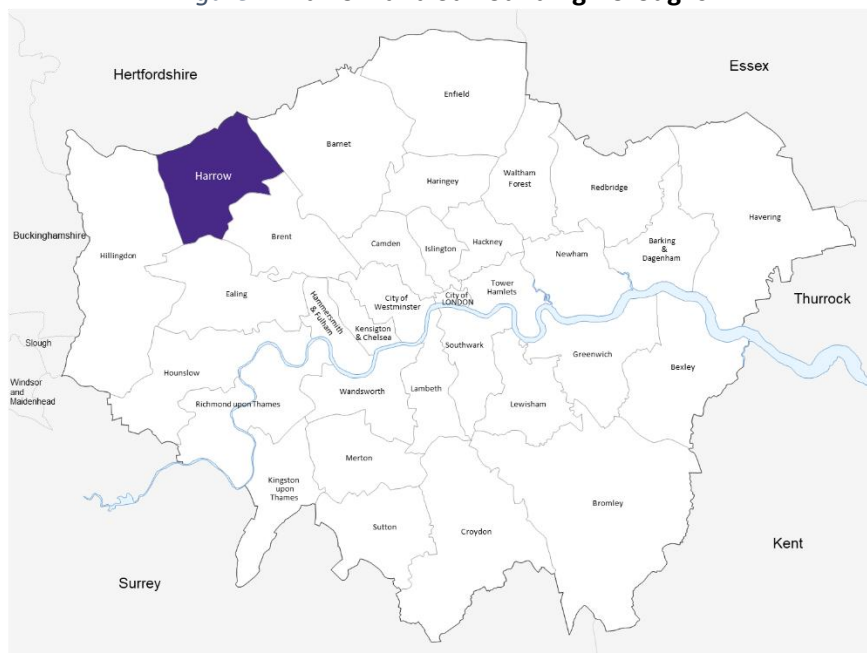 Hertfordshire
Essex
Enfield
Barnet
Harrow
Haringey
Waltham
Forest
Redbridge
Havering
Buckinghamshire
Hillingdon
Brent
Camden
Islington
Hackney
Newham
Barking
&
Dagenham
Ealing
Hammersmith
& Fulham
City of
Westminster
Kensigton
& Chelsea
City of
LONDON
Tower
Hamlets
Thurrock
Slough
Windsor
and
Maidenhead
Hounslow
Richmond upon Thames
Wandsworth
Lambeth
Southwark
Lewisham
Greenwich
Bexley
Merton
Kingston
upon
Thames
Sutton
Croydon
Bromley
Surrey
Kent